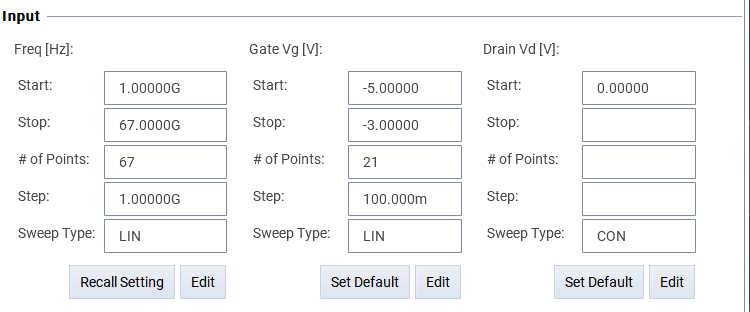 Input
Freq [Hz]: Gate Vg [V]: Drain Vd [V]:
Start: 1.00000G Start: -5.00000 Start: 0.00000
Stop: 67.0000G Stop: -3.00000 Stop:
# of Points: 67 # of Points: 21 # of Points:
Step: 1.00000G Step: 100.000m Step:
Sweep Type: LIN Sweep Type: LIN Sweep Type: CON
Recall Setting Edit Set Default Edit Set Default Edit